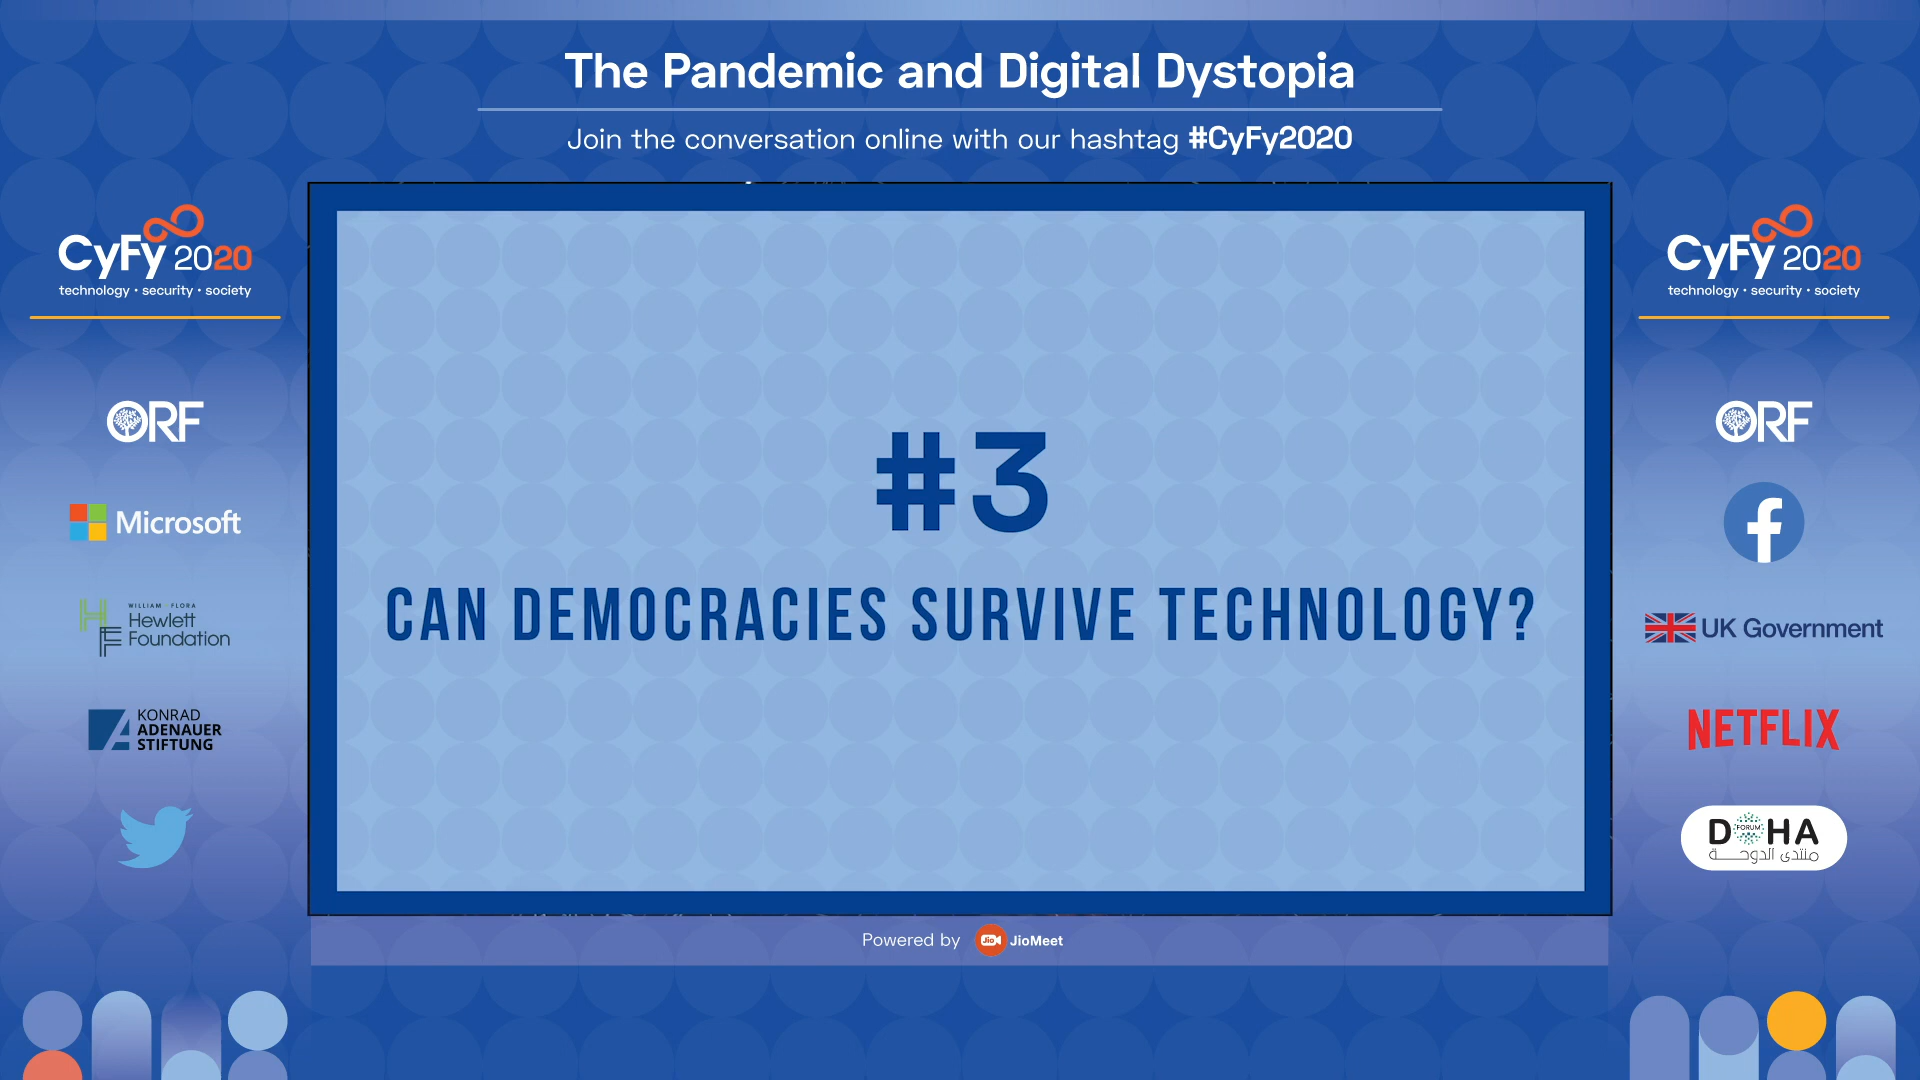 The Pandemic and Digital Dystopia
Join the conversation online with our hashtag #CyFy2020
CyFy 2020
technology • security • society
ORF
Microsoft
WILLIAM · FLORA
Hewlett
Foundation
KONRAD
ADENAUER
STIFTUNG
#3
CAN DEMOCRACIES SURVIVE TECHNOLOGY?
CyFy 2020
technology • security • society
ORF
f
UK Government
NETFLIX
DOHA
FORUM
منتدى الدوحة
Powered by Jio JioMeet